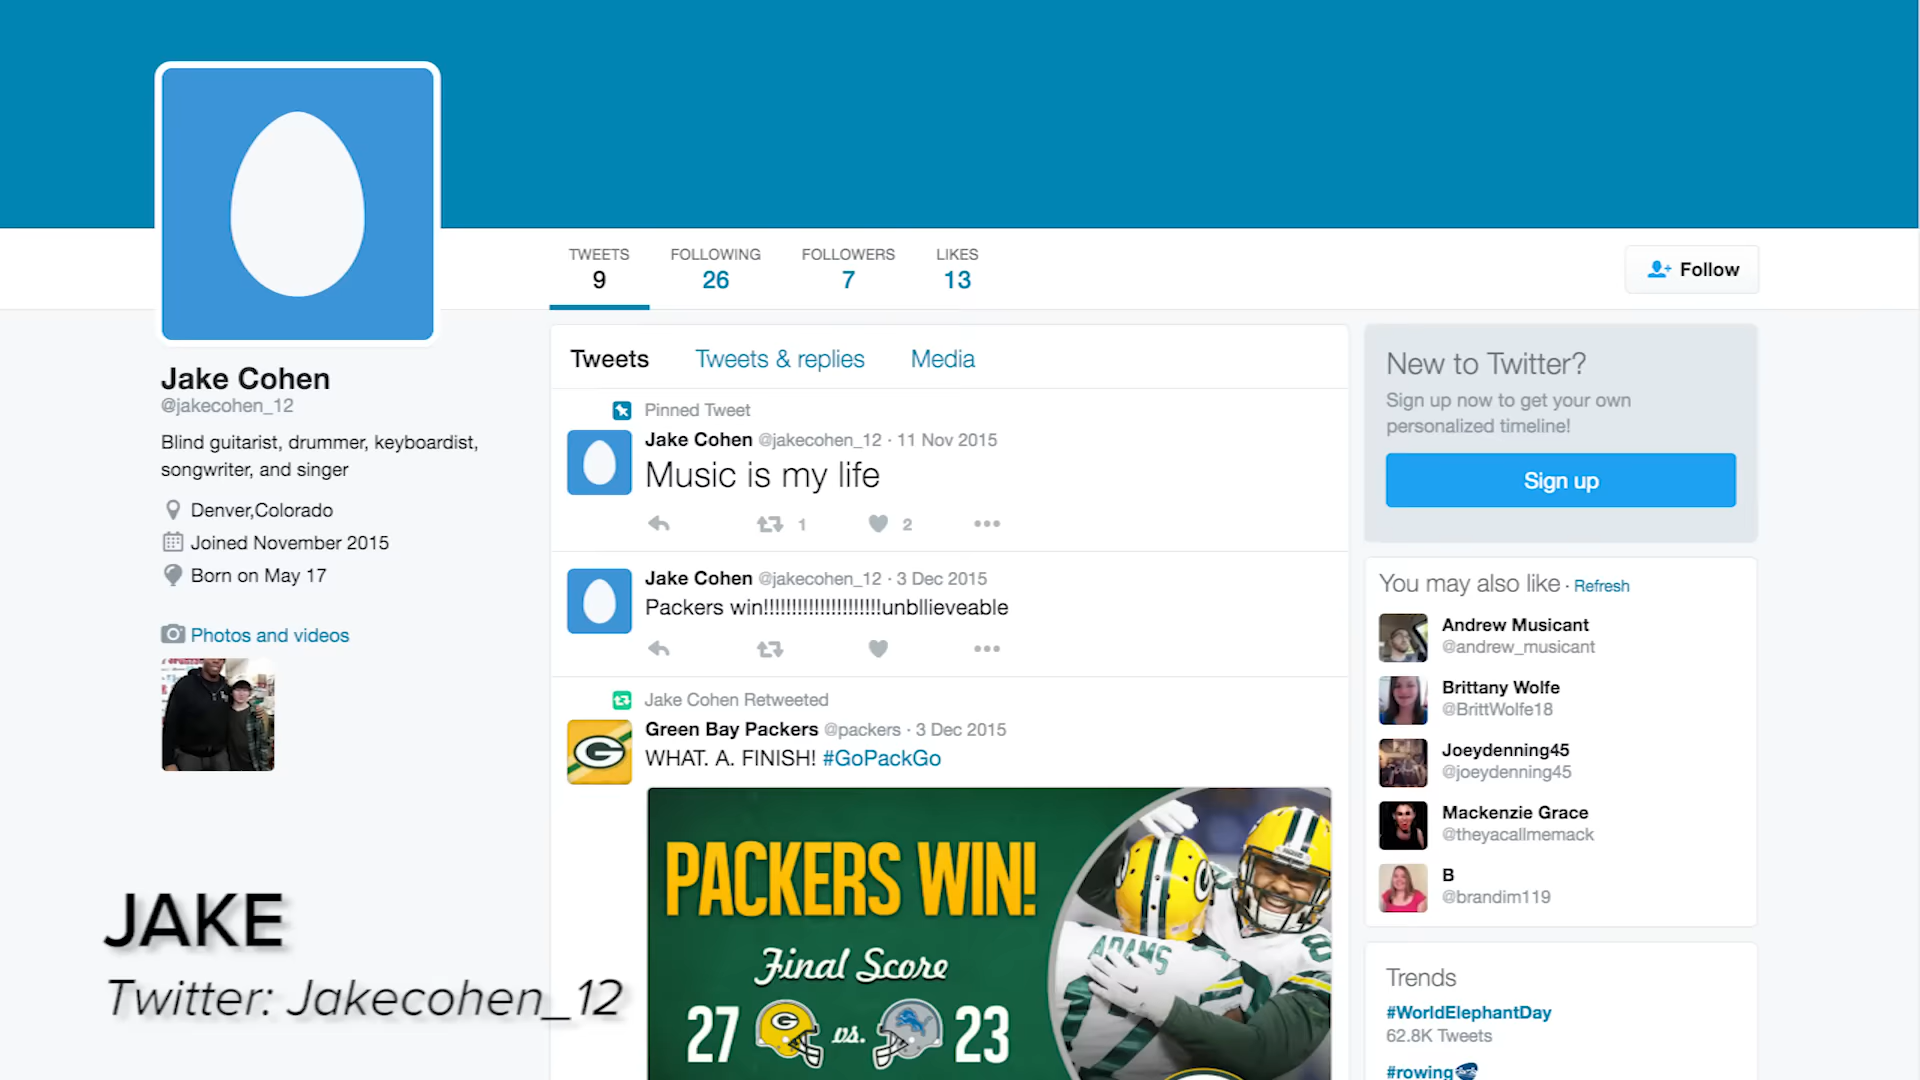 TWEETS
9
FOLLOWING
26
FOLLOWERS
7
LIKES
13
Follow
Jake Cohen
@jakecohen_12
Blind guitarist, drummer, keyboardist,
songwriter, and singer
Denver,Colorado
Joined November 2015
Born on May 17
Photos and videos
Tweets Tweets & replies Media
Pinned Tweet
Jake Cohen @jakecohen_12 · 11 Nov 2015
Music is my life
1 2
Jake Cohen @jakecohen_12 · 3 Dec 2015
Packers win!!!!!!!!!!!!!!!!!!!!!unbllieveable
Jake Cohen Retweeted
Green Bay Packers @packers · 3 Dec 2015
WHAT. A. FINISH! #GoPackGo
PACKERS WIN!
Final Score
27 vs. 23
ADAMS
8
New to Twitter?
Sign up now to get your own
personalized timeline!
Sign up
You may also like · Refresh
Andrew Musicant
@andrew_musicant
Brittany Wolfe
@BrittWolfe18
Joeydenning45
@joeydenning45
Mackenzie Grace
@theyacallmemack
B
@brandim119
Trends
#WorldElephantDay
62.8K Tweets
#rowing
JAKE
Twitter: Jakecohen_12